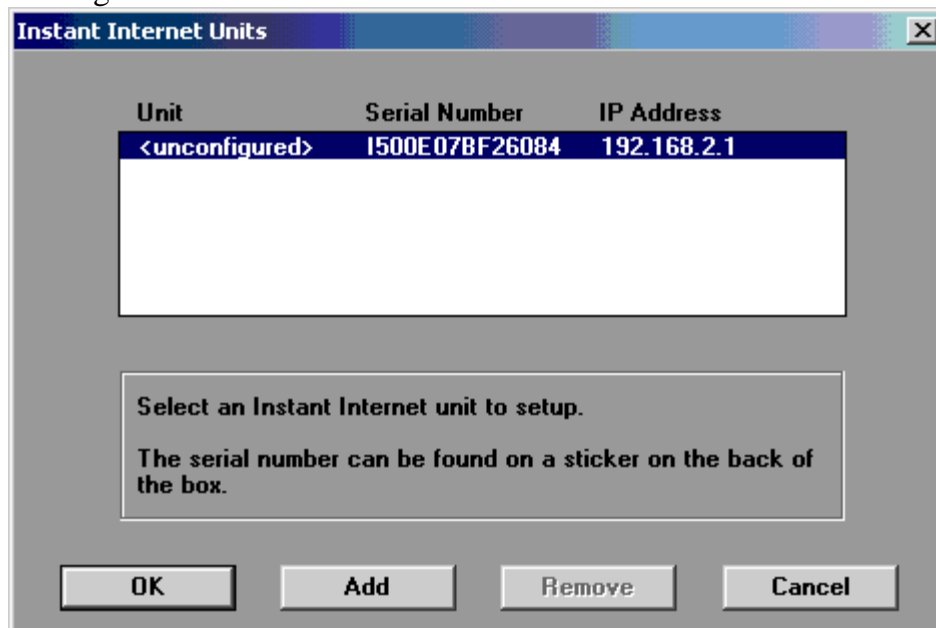 Instant Internet Units
Unit Serial Number IP Address
<unconfigured> I500E07BF26084 192.168.2.1
Select an Instant Internet unit to setup.
The serial number can be found on a sticker on the back of
the box.
OK Add Remove Cancel